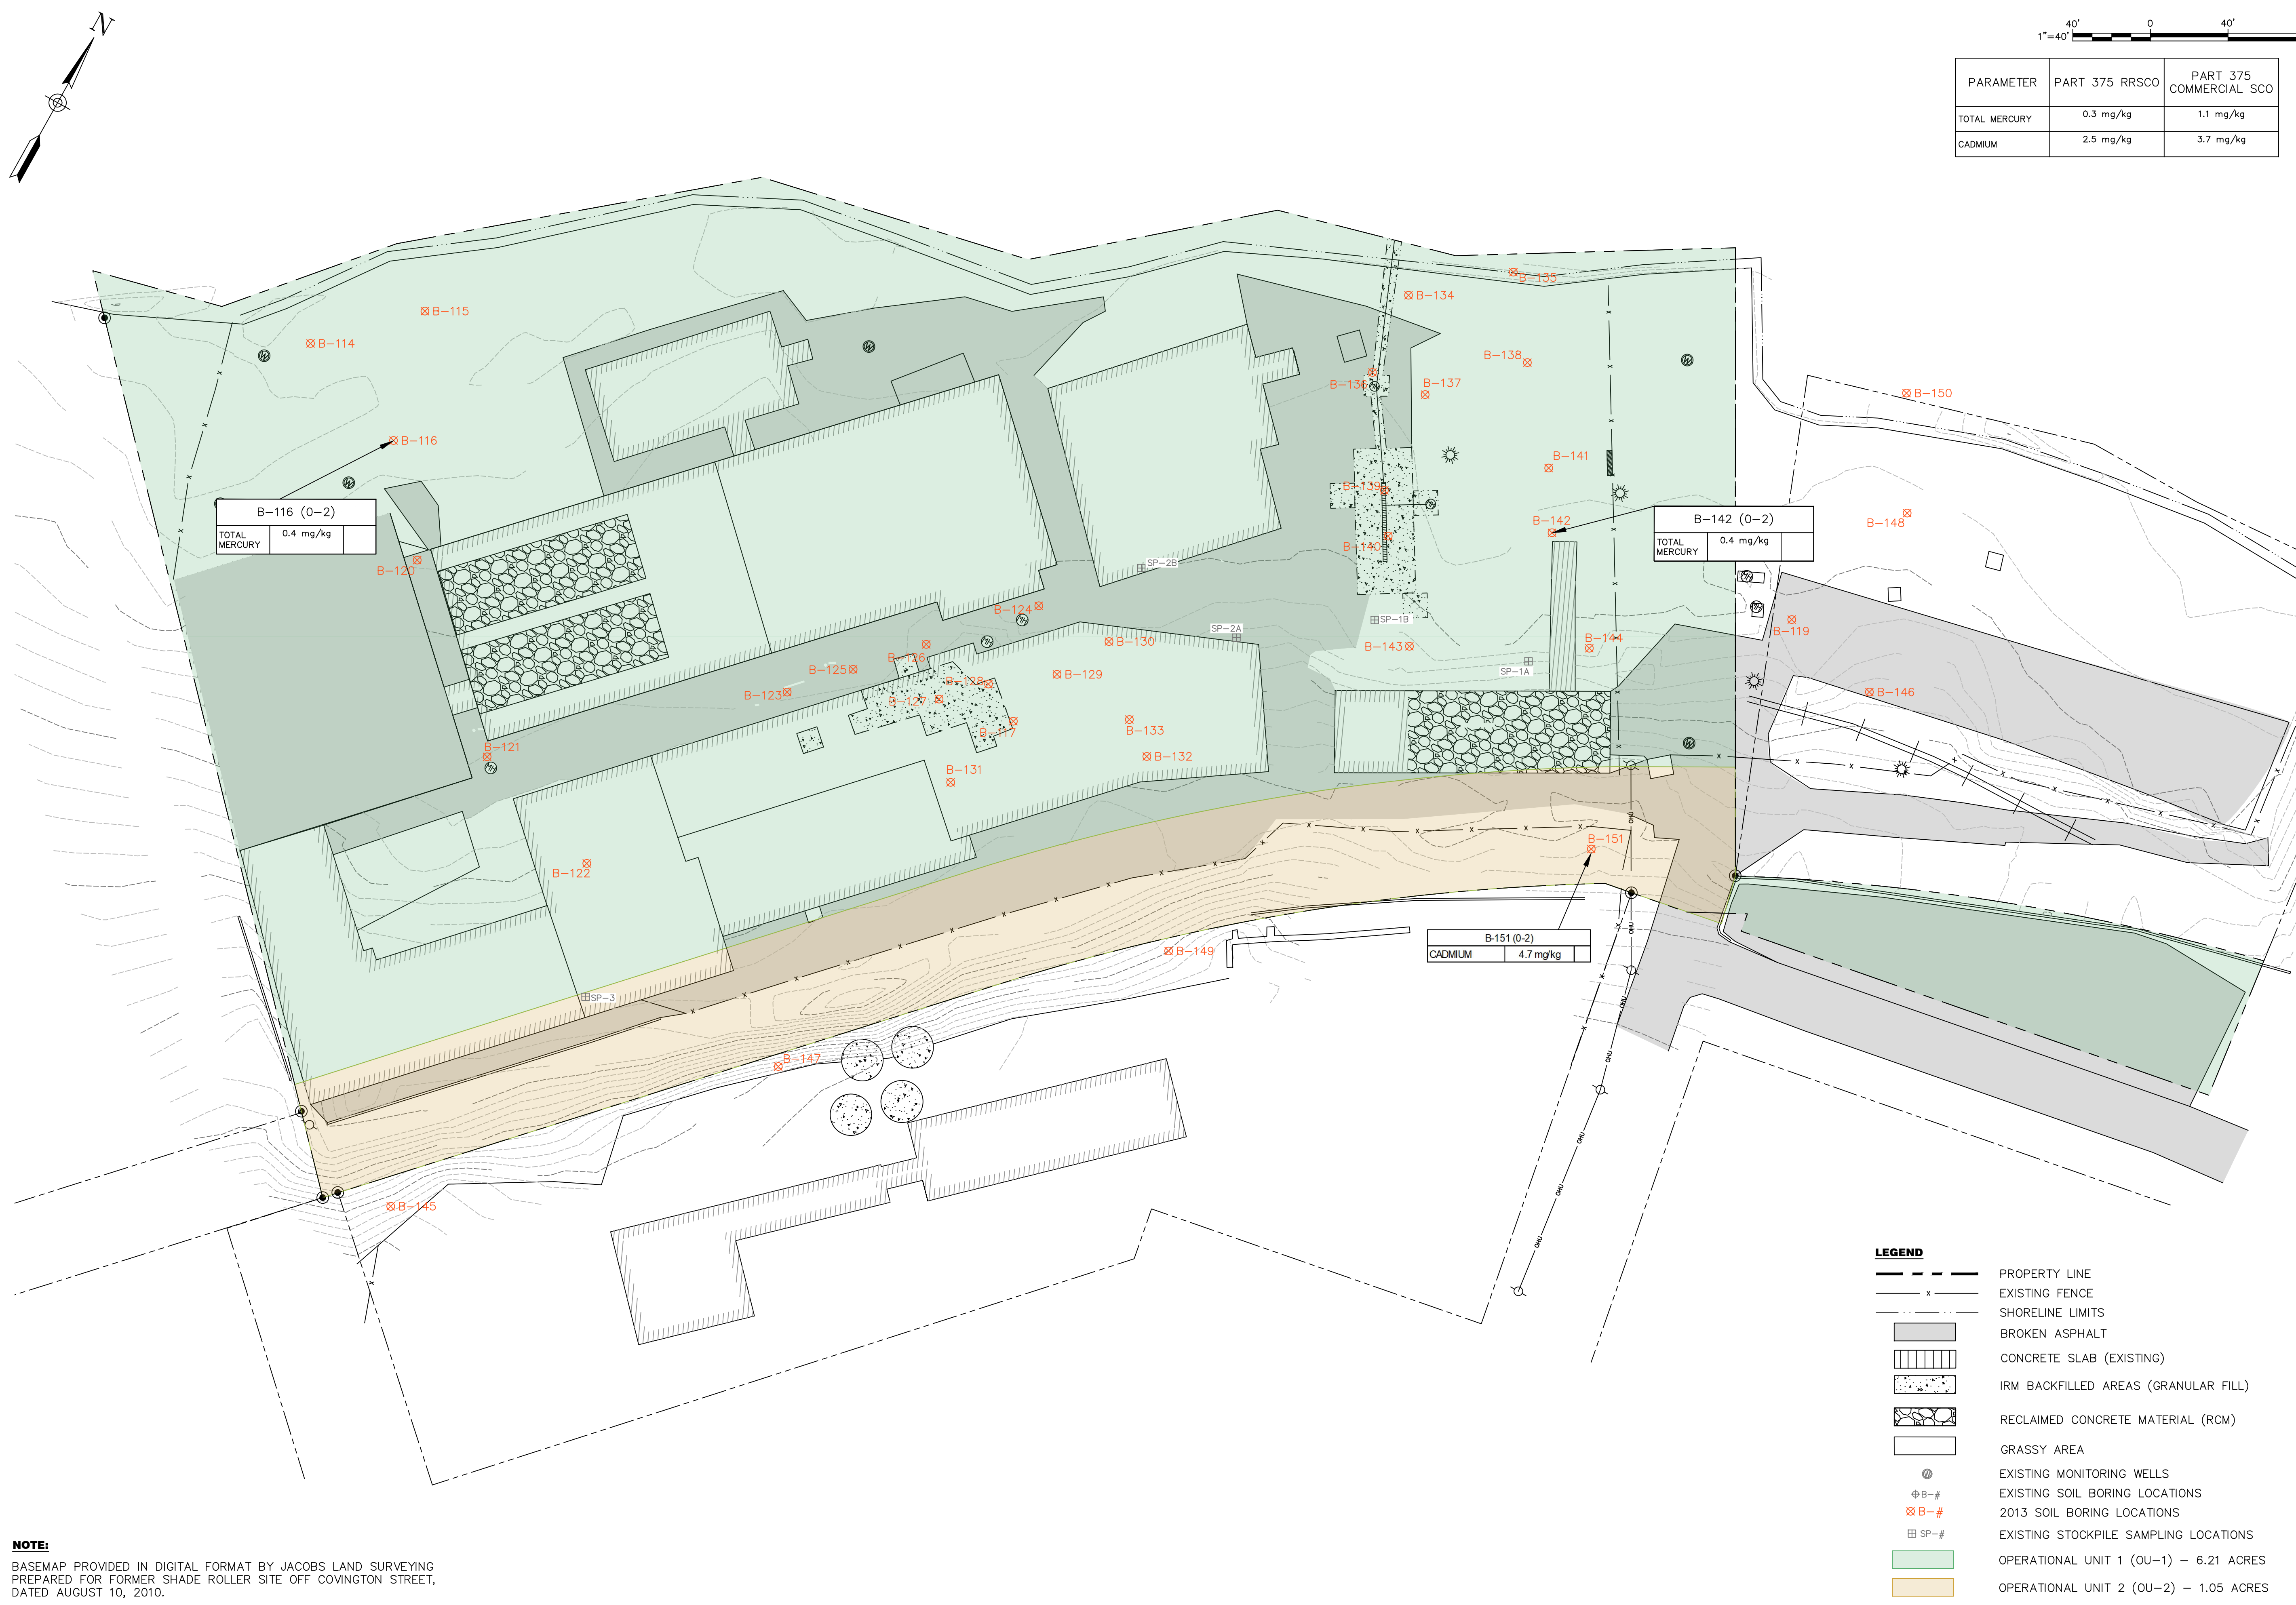 N
40' 0 40'
1"=40'
PARAMETER PART 375 RRSCO PART 375 COMMERCIAL SCO
TOTAL MERCURY 0.3 mg/kg 1.1 mg/kg
CADMIUM 2.5 mg/kg 3.7 mg/kg
B-135
B-134
B-115
B-114
B-138
B-136
B-137
B-150
B-116
B-141
B-139
B-116 (0-2)
TOTAL MERCURY 0.4 mg/kg
B-142
B-142 (0-2)
TOTAL MERCURY 0.4 mg/kg
B-148
B-140
SP-2B
B-120
B-124
SP-1B
SP-2A
B-119
B-130
B-126
B-143
B-144
B-125
SP-1A
B-129
B-128
B-123
B-127
B-146
B-117
B-133
B-121
B-132
B-131
OHU
B-151
B-122
B-149
OHU
B-151 (0-2)
CADMIUM 4.7 mg/kg
SP-3
OHU
B-147
OHU
OHU
OHU
B-145
OHU
LEGEND
PROPERTY LINE
X EXISTING FENCE
SHORELINE LIMITS
BROKEN ASPHALT
CONCRETE SLAB (EXISTING)
IRM BACKFILLED AREAS (GRANULAR FILL)
RECLAIMED CONCRETE MATERIAL (RCM)
GRASSY AREA
EXISTING MONITORING WELLS
B-# EXISTING SOIL BORING LOCATIONS
B-# 2013 SOIL BORING LOCATIONS
SP-# EXISTING STOCKPILE SAMPLING LOCATIONS
OPERATIONAL UNIT 1 (OU-1) - 6.21 ACRES
OPERATIONAL UNIT 2 (OU-2) - 1.05 ACRES
NOTE:
BASEMAP PROVIDED IN DIGITAL FORMAT BY JACOBS LAND SURVEYING
PREPARED FOR FORMER SHADE ROLLER SITE OFF COVINGTON STREET,
DATED AUGUST 10, 2010.